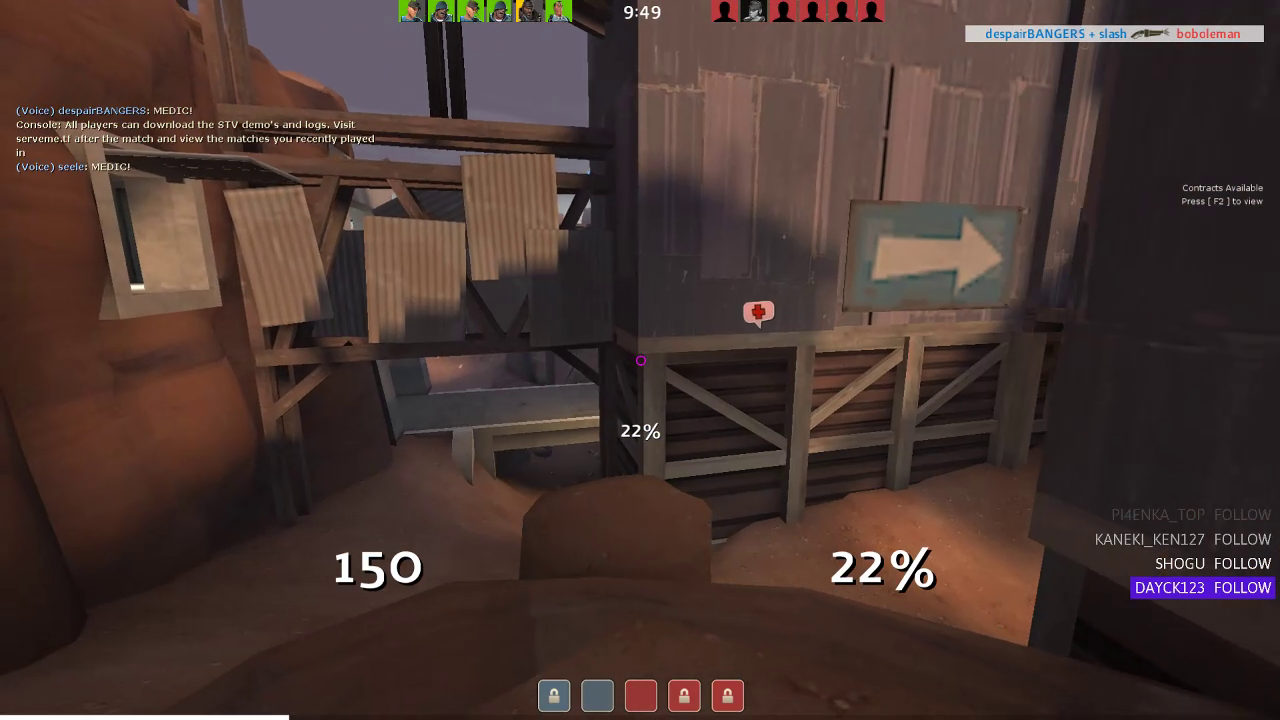 9:49
despairBANGERS + slash boboleman
(Voice) despairBANGERS: MEDIC!
Console: All players can download the STV demo's and logs. Visit
serveme.tf after the match and view the matches you recently played
in
(Voice) seele: MEDIC!
Contracts Available
Press [ F2 ] to view
22%
PI4ENKA_TOP FOLLOW
KANEKI_KEN127 FOLLOW
SHOGU FOLLOW
DAYCK123 FOLLOW
150
22%